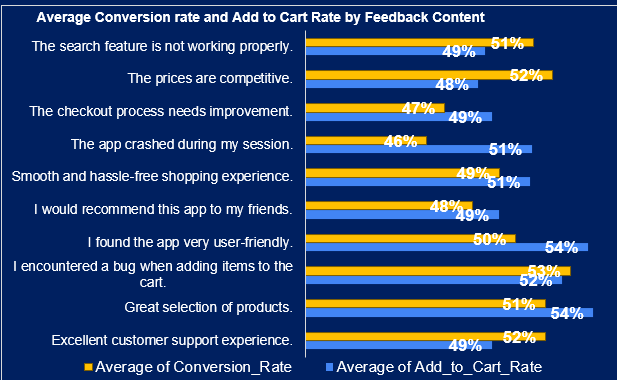 Average Conversion rate and Add to Cart Rate by Feedback Content
The search feature is not working properly.
51%
49%
The prices are competitive.
52%
48%
The checkout process needs improvement.
47%
49%
The app crashed during my session.
46%
51%
Smooth and hassle-free shopping experience.
49%
51%
I would recommend this app to my friends.
48%
49%
I found the app very user-friendly.
50%
54%
I encountered a bug when adding items to the
cart.
53%
52%
Great selection of products.
51%
54%
Excellent customer support experience.
52%
49%
Average of Conversion_Rate
Average of Add_to_Cart_Rate